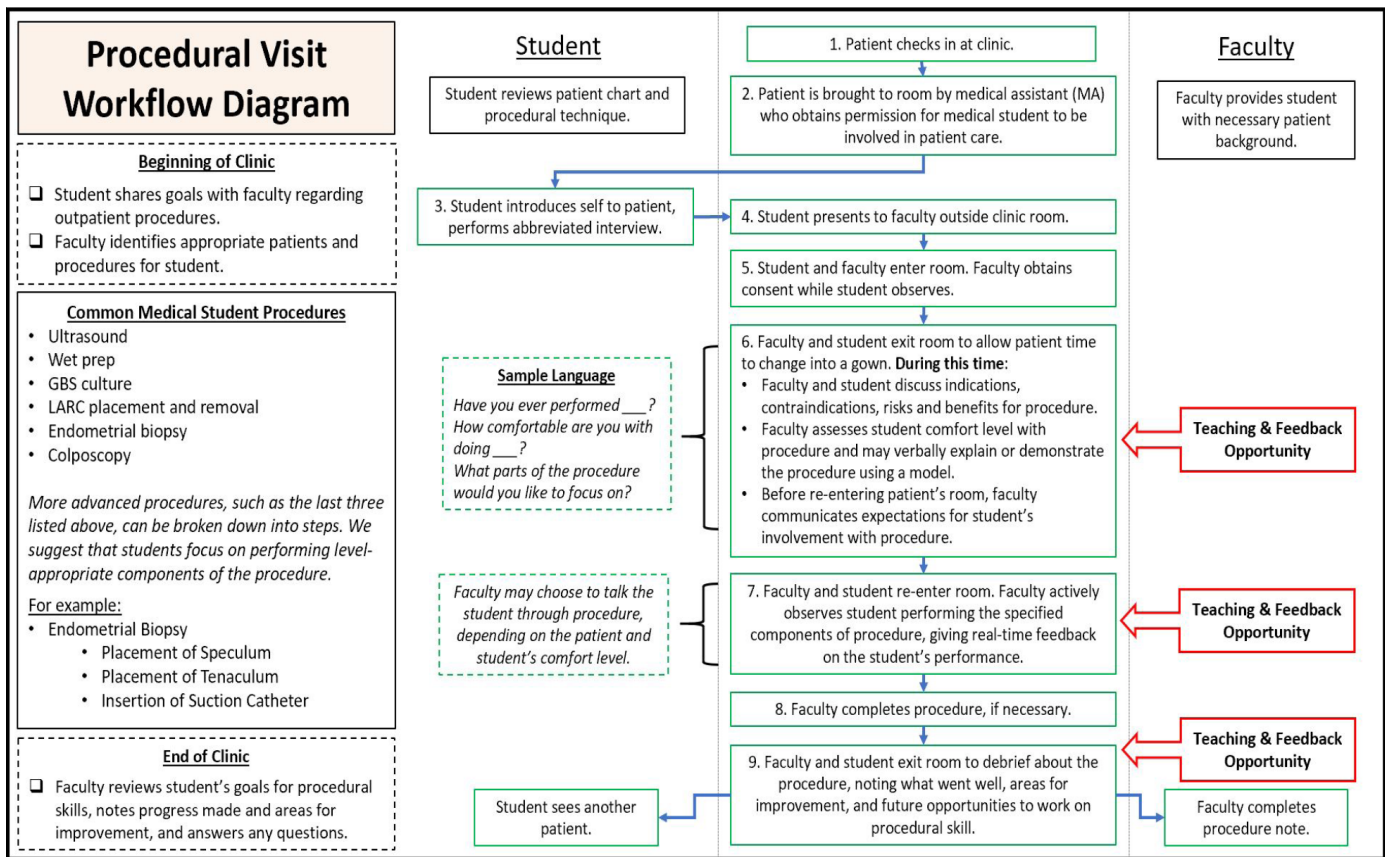 Procedural Visit
Workflow Diagram
Beginning of Clinic
❑ Student shares goals with faculty regarding
outpatient procedures.
❑ Faculty identifies appropriate patients and
procedures for student.
Common Medical Student Procedures
• Ultrasound
• Wet prep
• GBS culture
• LARC placement and removal
• Endometrial biopsy
• Colposcopy
More advanced procedures, such as the last three
listed above, can be broken down into steps. We
suggest that students focus on performing level-
appropriate components of the procedure.
For example:
• Endometrial Biopsy
• Placement of Speculum
• Placement of Tenaculum
• Insertion of Suction Catheter
End of Clinic
❑ Faculty reviews student’s goals for procedural
skills, notes progress made and areas for
improvement, and answers any questions.
Student
Student reviews patient chart and
procedural technique.
1. Patient checks in at clinic.
2. Patient is brought to room by medical assistant (MA)
who obtains permission for medical student to be
involved in patient care.
Faculty
Faculty provides student
with necessary patient
background.
3. Student introduces self to patient,
performs abbreviated interview.
4. Student presents to faculty outside clinic room.
5. Student and faculty enter room. Faculty obtains
consent while student observes.
Sample Language
Have you ever performed ___?
How comfortable are you with
doing ___?
What parts of the procedure
would you like to focus on?
6. Faculty and student exit room to allow patient time
to change into a gown. During this time:
• Faculty and student discuss indications,
contraindications, risks and benefits for procedure.
• Faculty assesses student comfort level with
procedure and may verbally explain or demonstrate
the procedure using a model.
• Before re-entering patient’s room, faculty
communicates expectations for student’s
involvement with procedure.
Teaching & Feedback
Opportunity
Faculty may choose to talk the
student through procedure,
depending on the patient and
student’s comfort level.
7. Faculty and student re-enter room. Faculty actively
observes student performing the specified
components of procedure, giving real-time feedback
on the student’s performance.
Teaching & Feedback
Opportunity
8. Faculty completes procedure, if necessary.
Teaching & Feedback
Opportunity
9. Faculty and student exit room to debrief about the
procedure, noting what went well, areas for
improvement, and future opportunities to work on
procedural skill.
Student sees another
patient.
Faculty completes
procedure note.